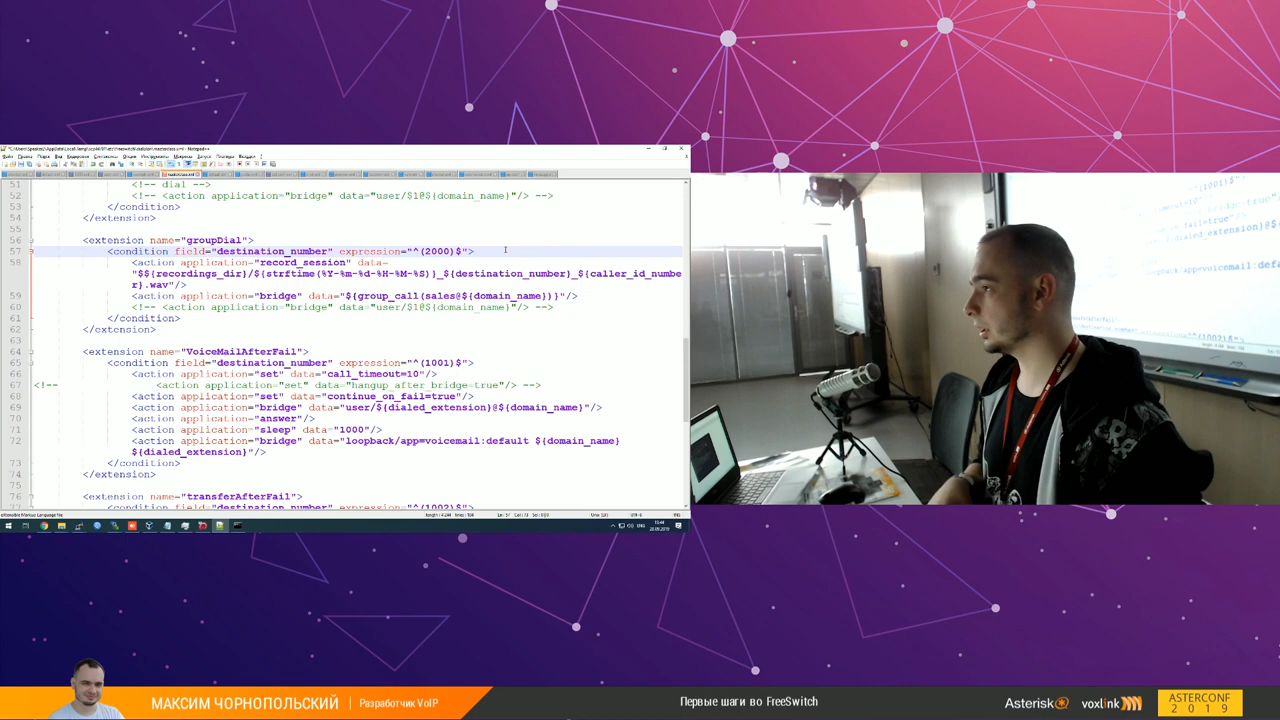 51 <!-- dial -->
52 <!-- <action application="bridge" data="user/$1@${domain_name}"/> -->
53 </condition>
54 </extension>
55
56 <extension name="groupDial">
57 <condition field="destination_number" expression="^(2000)$">
58 <action application="record_session" data=
"$${recordings_dir}/${strftime(%Y-%m-%d-%H-%M-%S)}_${destination_number}_${caller_id_numbe
r}.wav"/>
59 <action application="bridge" data="${group_call(sales@${domain_name})}"/>
60 <!-- <action application="bridge" data="user/$1@${domain_name}"/> -->
61 </condition>
62 </extension>
63
64 <extension name="VoiceMailAfterFail">
65 <condition field="destination_number" expression="^(1001)$">
66 <action application="set" data="call_timeout=10"/>
67 <!-- <action application="set" data="hangup_after_bridge=true"/> -->
68 <action application="set" data="continue_on_fail=true"/>
69 <action application="bridge" data="user/${dialed_extension}@${domain_name}"/>
70 <action application="answer"/>
71 <action application="sleep" data="1000"/>
72 <action application="bridge" data="loopback/app=voicemail:default ${domain_name}
${dialed_extension}"/>
73 </condition>
74 </extension>
75
76 <extension name="transferAfterFail">
77 <condition field="destination_number" expression="^(1002)$">
МАКСИМ ЧОРНОПОЛЬСКИЙ | Разработчик VoIP
Первые шаги во FreeSwitch
Asterisk
voxlink
ASTERCONF
2019